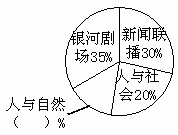 银河剧
场35%
新闻联
播30%
人与社
会20%
人与自然
（　）%